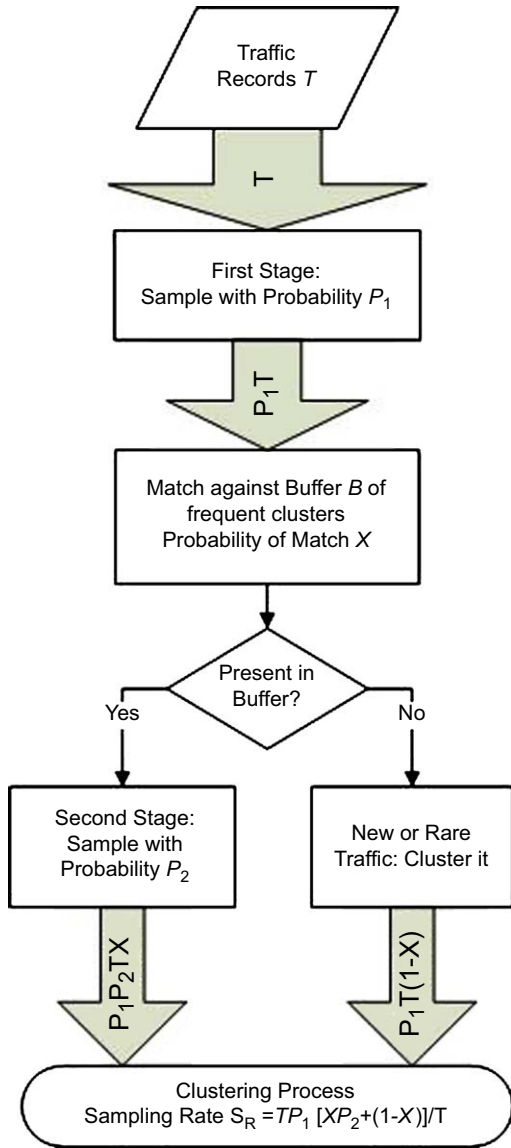 Traffic
Records T
T
First Stage:
Sample with Probability P₁
P₁T
Match against Buffer B of
frequent clusters
Probability of Match X
Present in
Buffer?
Yes
No
Second Stage:
Sample with
Probability P₂
New or Rare
Traffic: Cluster it
P₁P₂TX
P₁T(1-X)
Clustering Process
Sampling Rate S_R =TP₁ [XP₂+(1-X)]/T